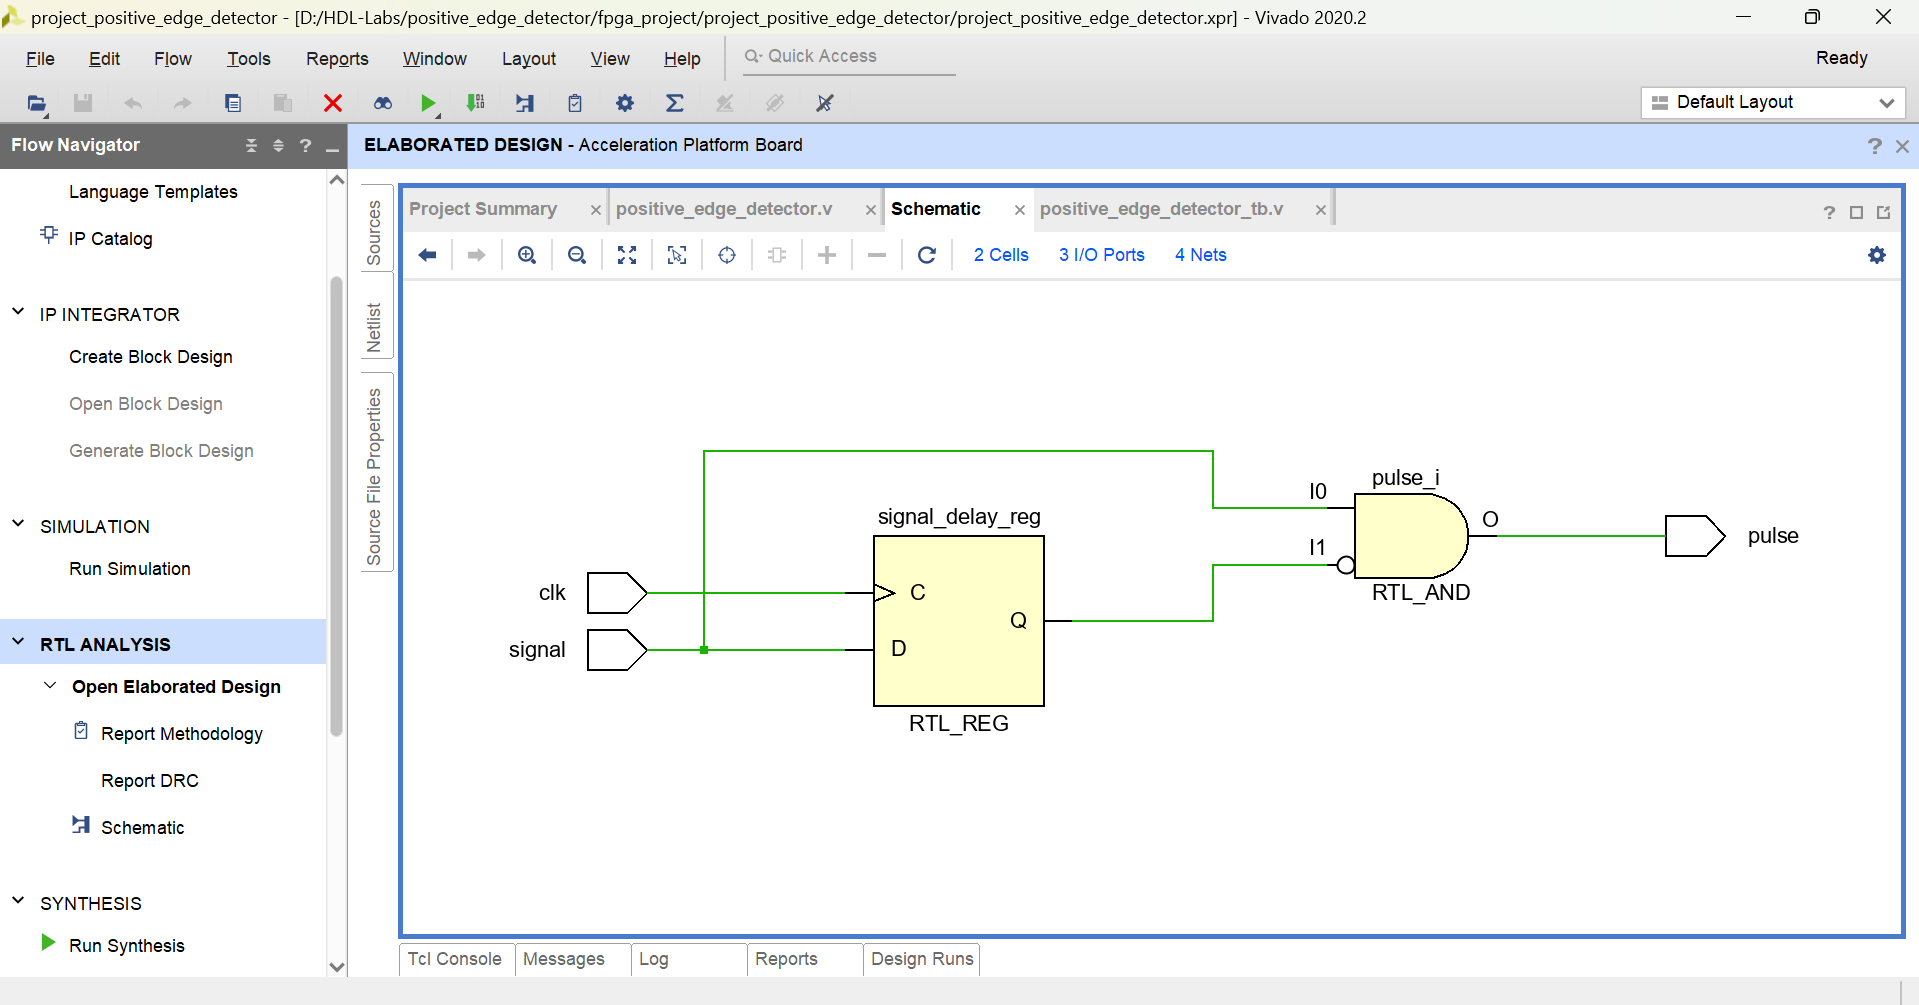 project_positive_edge_detector - [D:/HDL-Labs/positive_edge_detector/fpga_project/project_positive_edge_detector/project_positive_edge_detector.xpr] - Vivado 2020.2
File Edit Flow Tools Reports Window Layout View Help Quick Access Ready
Default Layout
Flow Navigator ?
ELABORATED DESIGN - Acceleration Platform Board ?
Language Templates
IP Catalog
IP INTEGRATOR
Create Block Design
Open Block Design
Generate Block Design
SIMULATION
Run Simulation
RTL ANALYSIS
Open Elaborated Design
Report Methodology
Report DRC
Schematic
SYNTHESIS
Run Synthesis
Sources
Netlist
Source File Properties
Project Summary positive_edge_detector.v Schematic positive_edge_detector_tb.v ?
2 Cells 3 I/O Ports 4 Nets
pulse_i
I0
signal_delay_reg
O
pulse
I1
clk
C
RTL_AND
Q
signal
D
RTL_REG
Tcl Console Messages Log Reports Design Runs